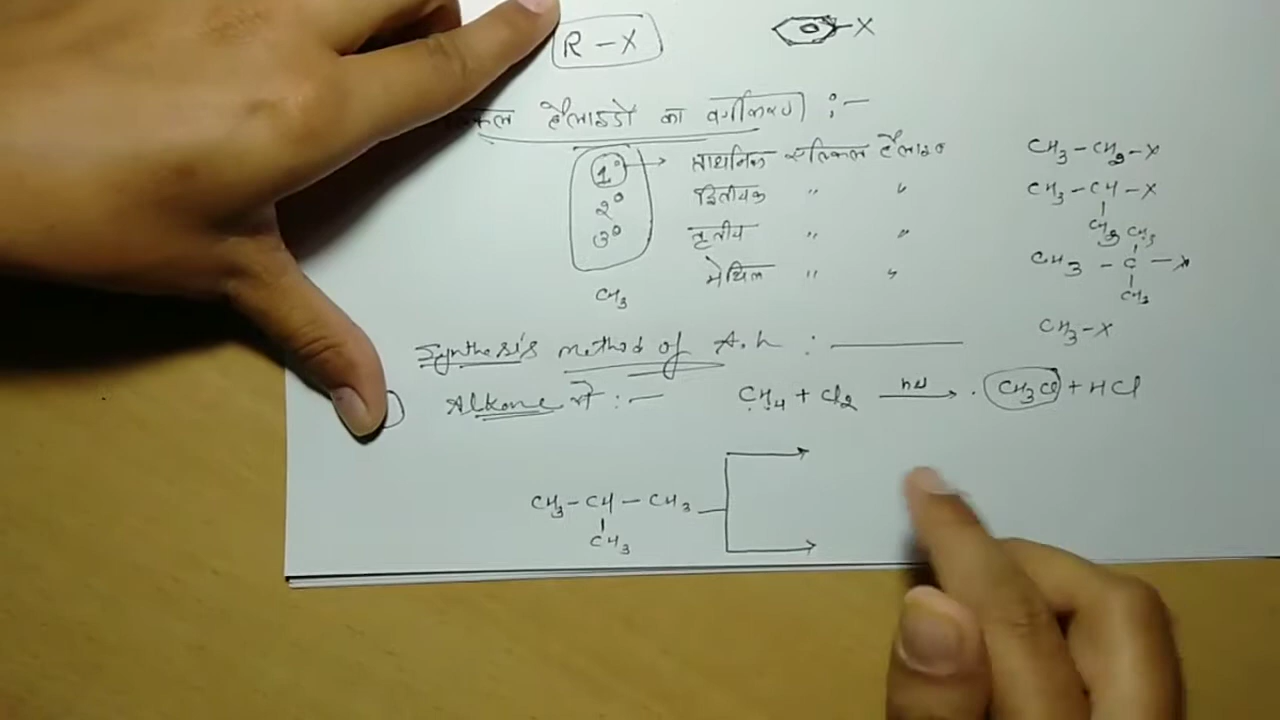 R-X -X
हैलाइडों का वर्गीकरण :-
1° → प्राथमिक एल्किल हैलाइड CH3-CH2-X
2° द्वितीयक " " CH3-CH-X
CH3
3° तृतीय " " CH3
CH3 - C - X
CH3
CH3 मेथिल " " CH3-X
Synthesis method of A.h : —
Alkane से :- CH4 + Cl2 hν → CH3Cl + HCl
CH3-CH-CH3
CH3